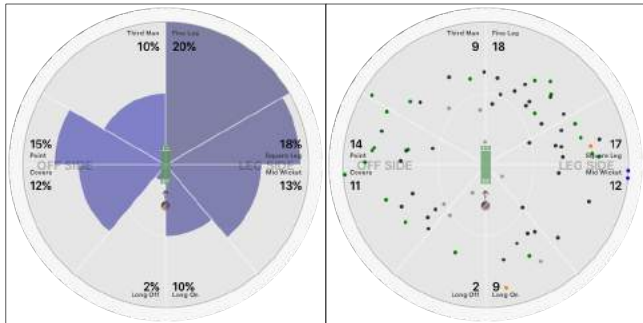 Third Man
Fine Leg
10%
20%
15%
Point
OFF SIDE
Covers
12%
18%
Square Leg
LEG SIDE
Mid Wicket
13%
2%
Long Off
10%
Long On
Third Man
Fine Leg
9
18
14
Point
OFF SIDE
Covers
11
17
Square Leg
LEG SIDE
Mid Wicket
12
2
Long Off
9
Long On